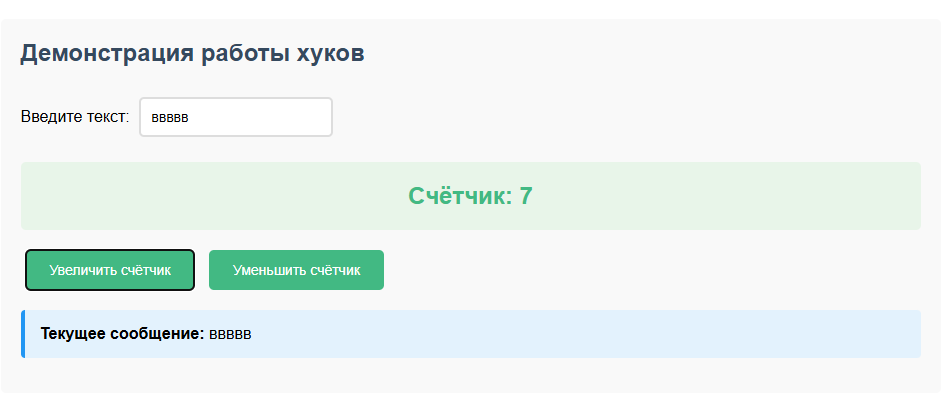 Демонстрация работы хуков
Введите текст: ввввв
Счётчик: 7
Увеличить счётчик Уменьшить счётчик
Текущее сообщение: ввввв